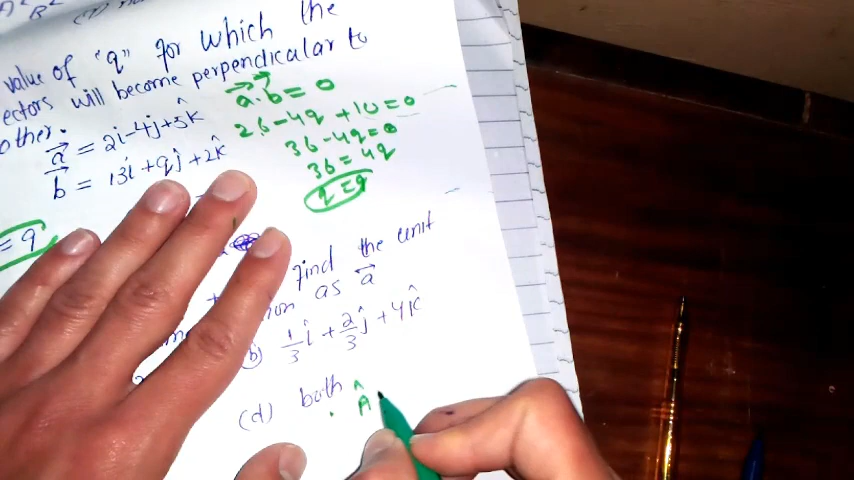 value of "q" for which the
ectors will become perpendicular to
other.
a = 2i-4j+5k
b = 13i+qj+2k
a.b = 0
26-4q+10=0
36-4q=0
36=4q
q=9
= 9
find the unit
on as a
(b) 1/3 i + 2/3 j + 4k
(d) both
A